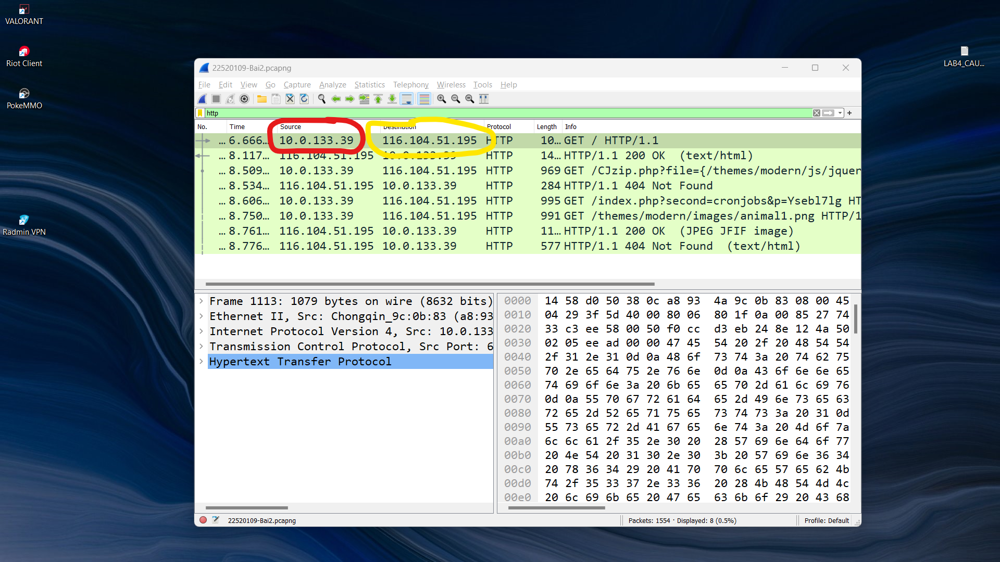 VALORANT
Riot Client
PokeMMO
Radmin VPN
LAB4_CAU...
22520109-Bai2.pcapng
File Edit View Go Capture Analyze Statistics Telephony Wireless Tools Help
http
No. Time Source Destination Protocol Length Info
... 6.666... 10.0.133.39 116.104.51.195 HTTP 10... GET / HTTP/1.1
... 8.117... 116.104.51.195 10.0.133.39 HTTP 14... HTTP/1.1 200 OK (text/html)
... 8.509... 10.0.133.39 116.104.51.195 HTTP 969 GET /CJzip.php?file={/themes/modern/js/jquer
... 8.534... 116.104.51.195 10.0.133.39 HTTP 284 HTTP/1.1 404 Not Found
... 8.606... 10.0.133.39 116.104.51.195 HTTP 995 GET /index.php?second=cronjobs&p=Ysebl7lg HT
... 8.750... 10.0.133.39 116.104.51.195 HTTP 991 GET /themes/modern/images/animal1.png HTTP/1
... 8.761... 116.104.51.195 10.0.133.39 HTTP 11... HTTP/1.1 200 OK (JPEG JFIF image)
... 8.776... 116.104.51.195 10.0.133.39 HTTP 577 HTTP/1.1 404 Not Found (text/html)
Frame 1113: 1079 bytes on wire (8632 bits)
Ethernet II, Src: Chongqin_9c:0b:83 (a8:93
Internet Protocol Version 4, Src: 10.0.133
Transmission Control Protocol, Src Port: 6
Hypertext Transfer Protocol
0000 14 58 d0 50 38 0c a8 93 4a 9c 0b 83 08 00 45
0010 04 29 3f 5d 40 00 80 06 80 1f 0a 00 85 27 74
0020 33 c3 ee 58 00 50 f0 cc d3 eb 24 8e 12 4a 50
0030 02 05 ee ad 00 00 47 45 54 20 2f 20 48 54 54
0040 2f 31 2e 31 0d 0a 48 6f 73 74 3a 20 74 62 75
0050 70 2e 65 64 75 2e 76 6e 0d 0a 43 6f 6e 6e 65
0060 74 69 6f 6e 3a 20 6b 65 65 70 2d 61 6c 69 76
0070 0d 0a 55 70 67 72 61 64 65 2d 49 6e 73 65 63
0080 72 65 2d 52 65 71 75 65 73 74 73 3a 20 31 0d
0090 55 73 65 72 2d 41 67 65 6e 74 3a 20 4d 6f 7a
00a0 6c 6c 61 2f 35 2e 30 20 28 57 69 6e 64 6f 77
00b0 20 4e 54 20 31 30 2e 30 3b 20 57 69 6e 36 34
00c0 20 78 36 34 29 20 41 70 70 6c 65 57 65 62 4b
00d0 74 2f 35 33 37 2e 33 36 20 28 4b 48 54 4d 4c
00e0 20 6c 69 6b 65 20 47 65 63 6b 6f 29 20 43 68
22520109-Bai2.pcapng
Packets: 1554 · Displayed: 8 (0.5%)
Profile: Default